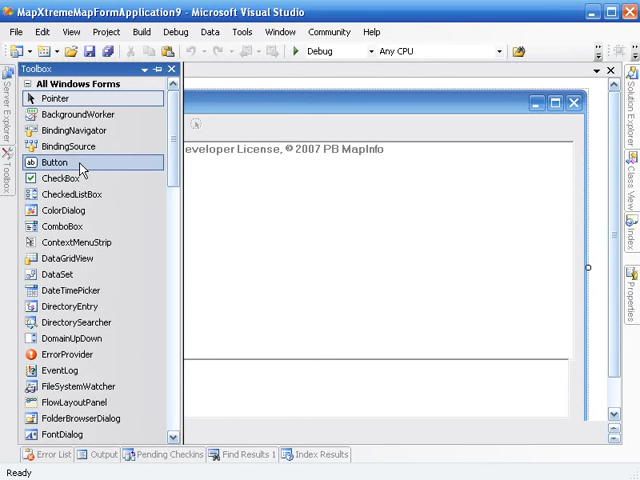 MapXtremeMapFormApplication9 - Microsoft Visual Studio
File Edit View Project Build Debug Data Tools Window Community Help
Debug Any CPU
Toolbox
Server Explorer
Toolbox
All Windows Forms
Pointer
BackgroundWorker
BindingNavigator
BindingSource
ab Button
CheckBox
CheckedListBox
ColorDialog
ComboBox
ContextMenuStrip
DataGridView
DataSet
DateTimePicker
DirectoryEntry
DirectorySearcher
DomainUpDown
ErrorProvider
EventLog
FileSystemWatcher
FlowLayoutPanel
FolderBrowserDialog
FontDialog
eveloper License, © 2007 PB MapInfo
Solution Explorer
Class View
Index
Properties
Error List Output Pending Checkins Find Results 1 Index Results
Ready